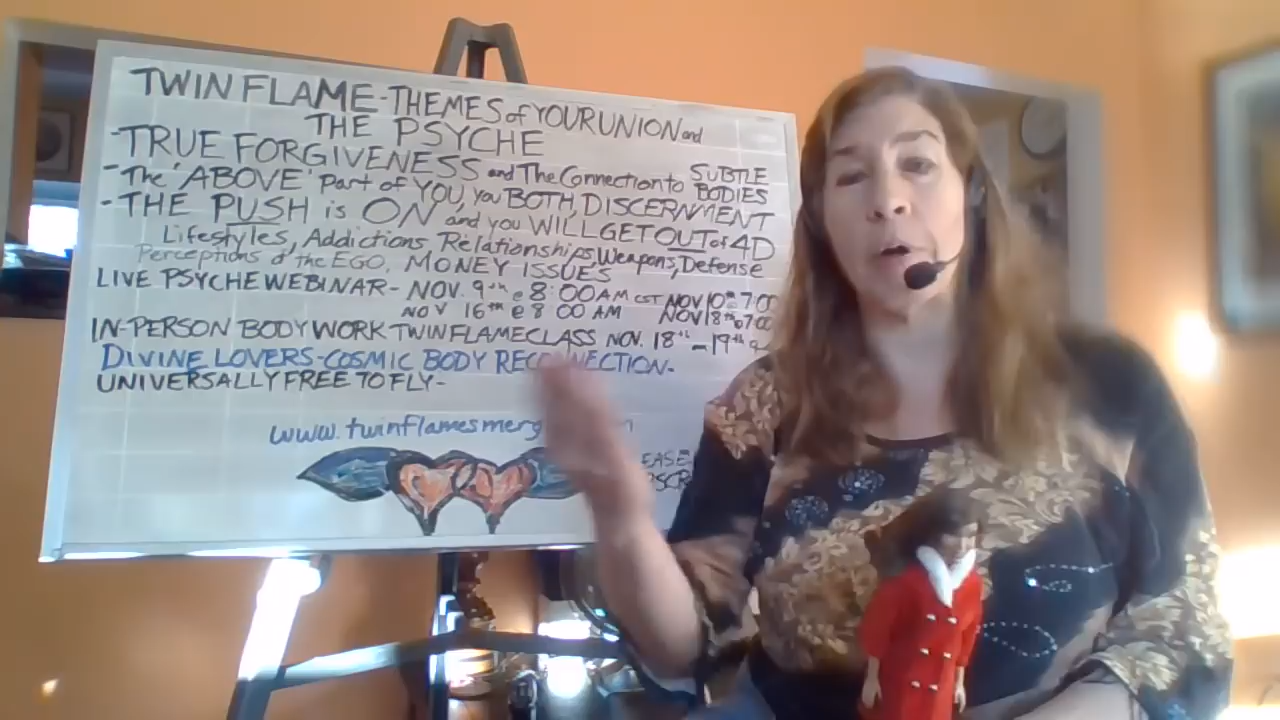 TWIN FLAME-THEMES of YOUR UNION and
THE PSYCHE
-TRUE FORGIVENESS and The Connection to SUBTLE BODIES
-The 'ABOVE' Part of YOU, you BOTH, DISCERNMENT
-THE PUSH is ON and you WILL GET OUT of 4D
Lifestyles, Addictions, Relationships, Weapons, Defense
Perceptions of the EGO, MONEY ISSUES
LIVE PSYCHE WEBINAR- NOV. 9th @ 8:00 AM CST NOV 10th @ 7:00
NOV 16th @ 8 00 AM NOV 18th @ 7:00
IN-PERSON BODYWORK TWIN FLAME CLASS NOV. 18th - 19th
DIVINE LOVERS-COSMIC BODY RECONNECTION-
UNIVERSALLY FREE TO FLY-